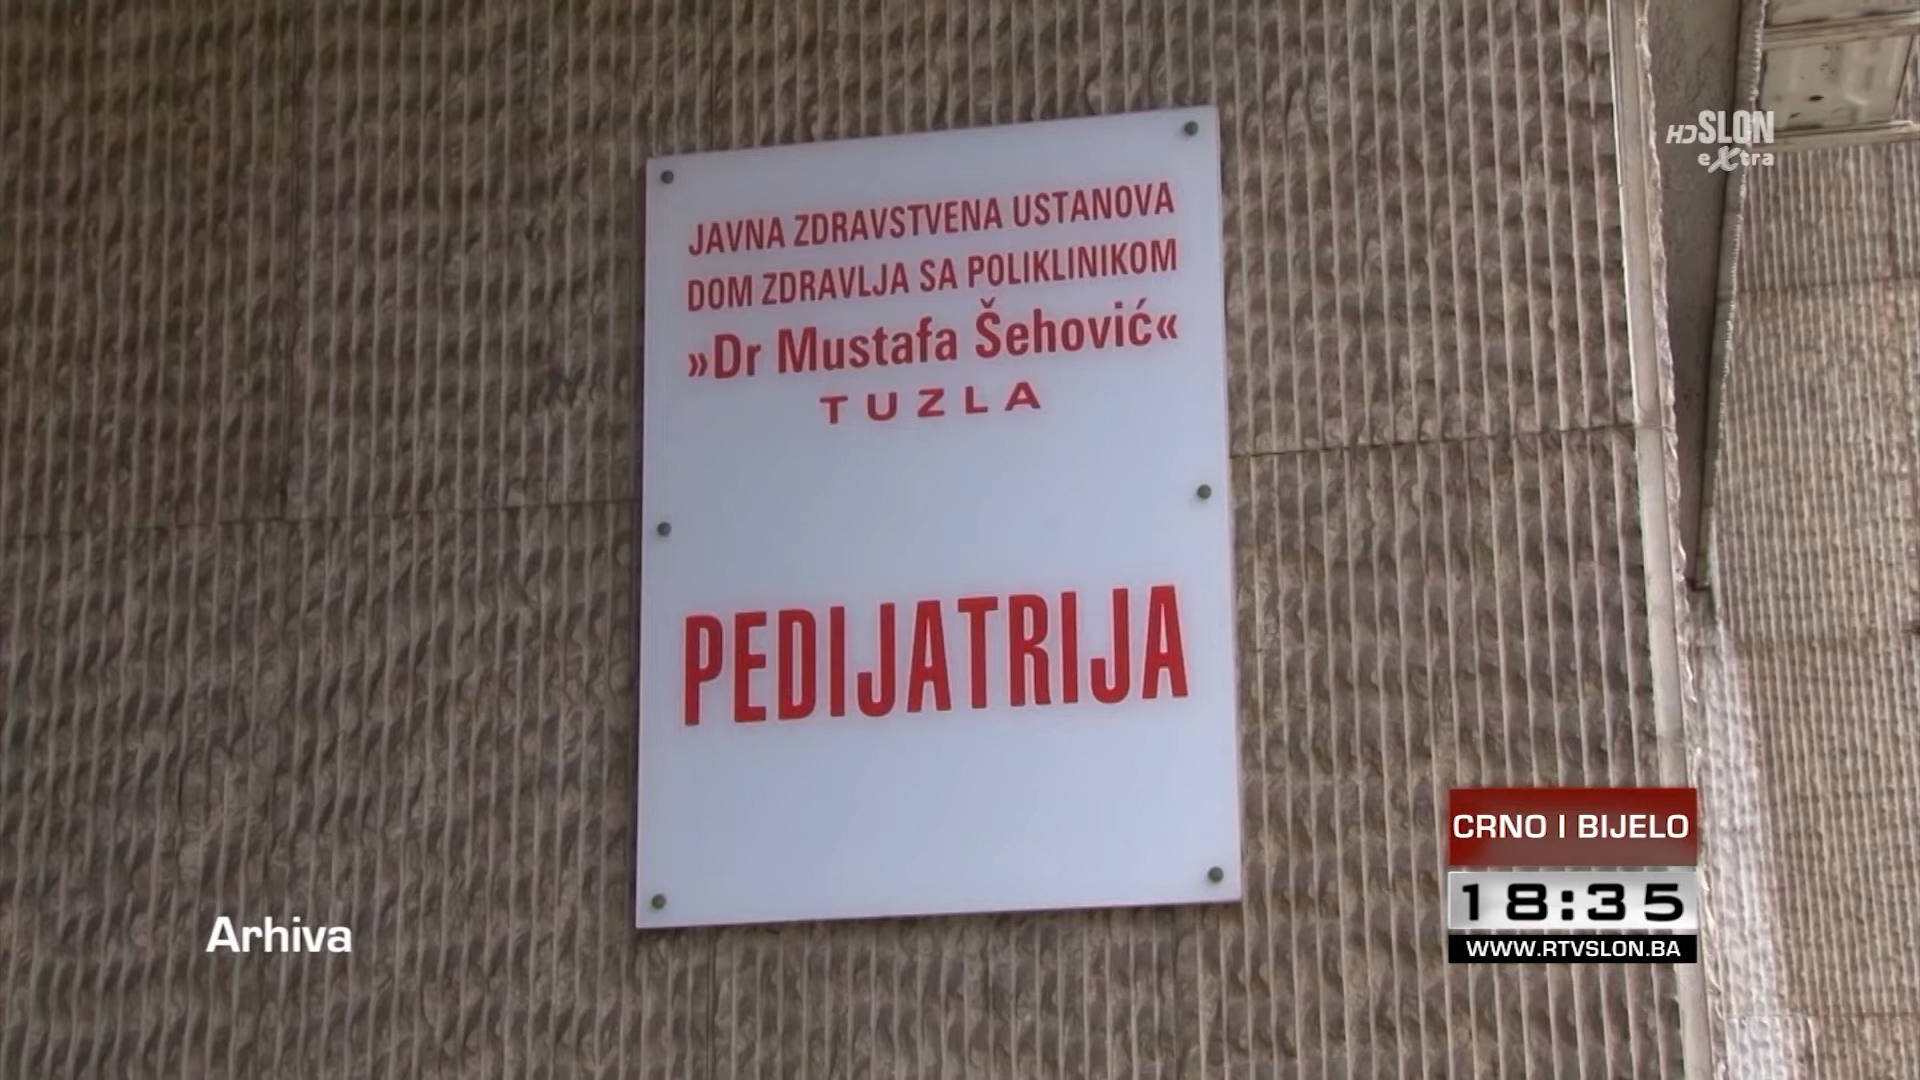 HD SLON
eXtra
JAVNA ZDRAVSTVENA USTANOVA
DOM ZDRAVLJA SA POLIKLINIKOM
»Dr Mustafa Šehović«
TUZLA
PEDIJATRIJA
CRNO I BIJELO
18:35
WWW.RTVSLON.BA
Arhiva